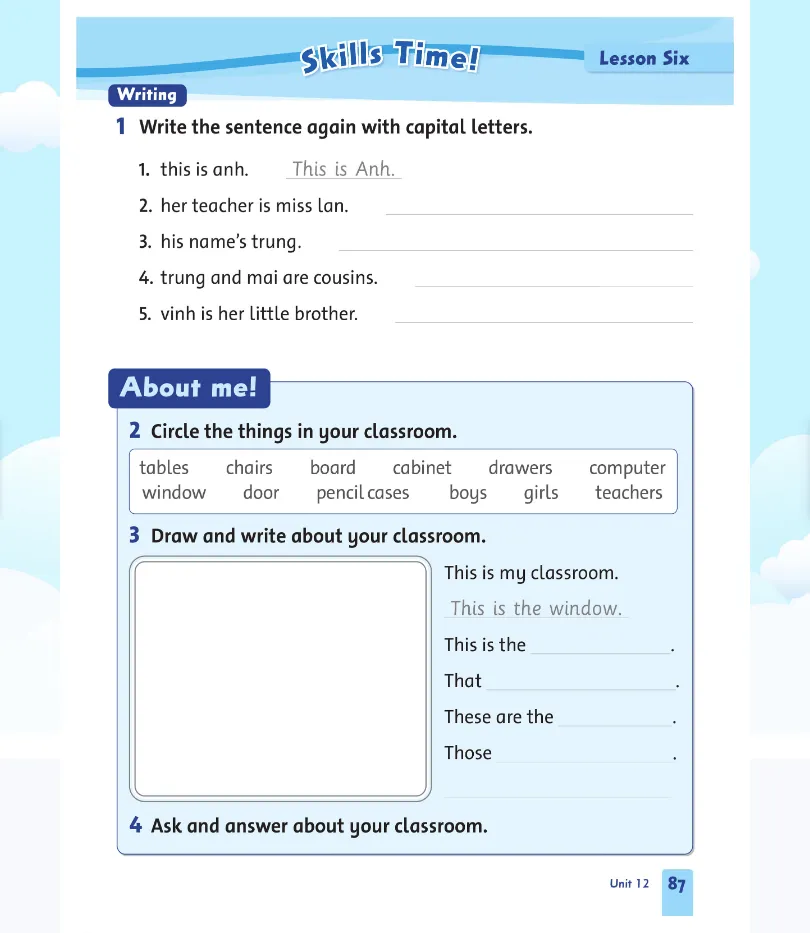 Skills Time!
Lesson Six
Writing
1 Write the sentence again with capital letters.
1. this is anh. This is Anh.
2. her teacher is miss lan.
3. his name's trung.
4. trung and mai are cousins.
5. vinh is her little brother.
About me!
2 Circle the things in your classroom.
tables chairs board cabinet drawers computer
window door pencil cases boys girls teachers
3 Draw and write about your classroom.
This is my classroom.
This is the window.
This is the .
That .
These are the .
Those .
4 Ask and answer about your classroom.
Unit 12 87